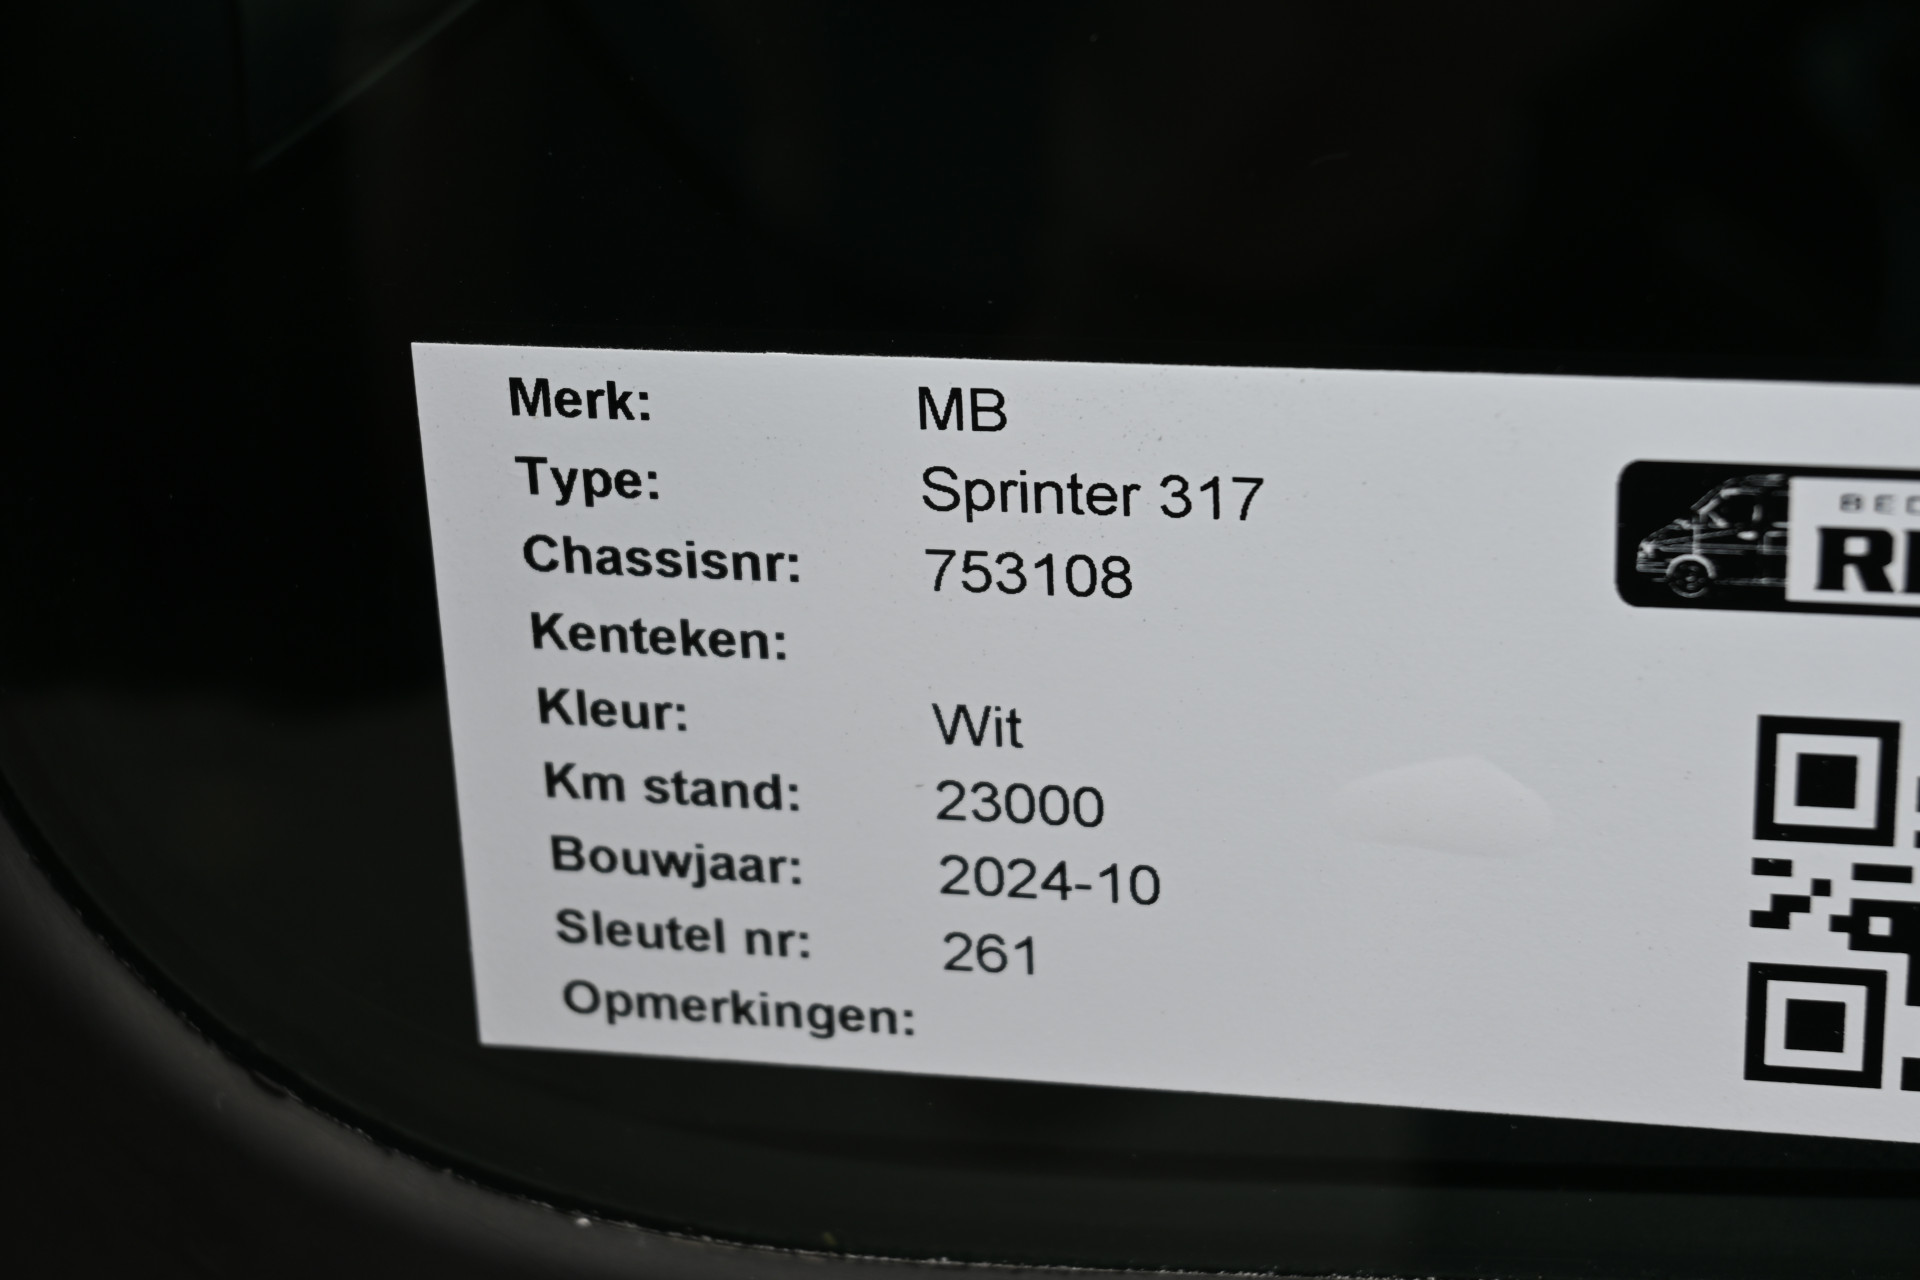 Merk: MB
Type: Sprinter 317
Chassisnr: 753108
Kenteken:
Kleur: Wit
Km stand: 23000
Bouwjaar: 2024-10
Sleutel nr: 261
Opmerkingen: